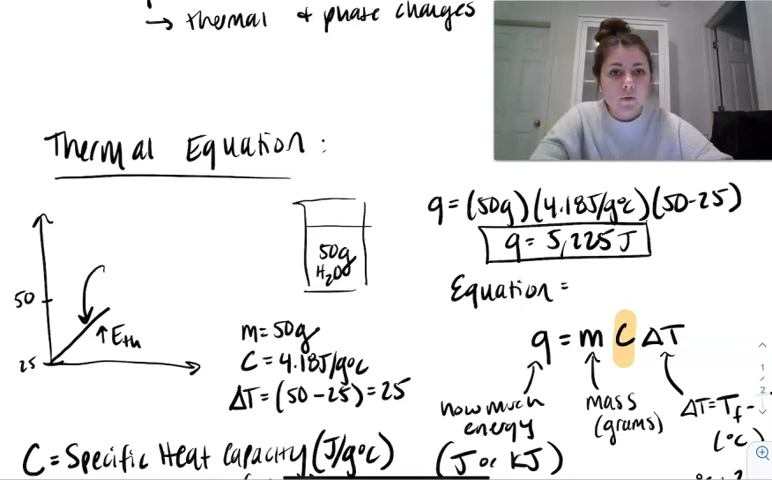 → thermal & phase changes
Thermal Equation:
50
25
↑ Eth
50g
H₂O
m = 50g
C = 4.18J/g°C
ΔT = (50-25) = 25
C = Specific Heat Capacity (J/g°C)
q = (50g)(4.18J/g°C)(50-25)
q = 5,225 J
Equation =
q = m C ΔT
how much
energy
(J or KJ)
mass
(grams)
ΔT = Tf -
(°C)
1
2